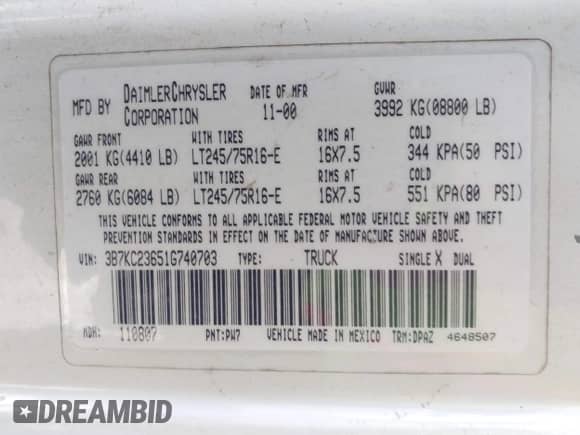 MFD BY DAIMLERCHRYSLER CORPORATION DATE OF MFR 11-00 GVWR 3992 KG(08800 LB)
GAWR FRONT WITH TIRES RIMS AT COLD
2001 KG(4410 LB) LT245/75R16-E 16X7.5 344 KPA(50 PSI)
GAWR REAR WITH TIRES RIMS AT COLD
2760 KG(6084 LB) LT245/75R16-E 16X7.5 551 KPA(80 PSI)
THIS VEHICLE CONFORMS TO ALL APPLICABLE FEDERAL MOTOR VEHICLE SAFETY AND THEFT
PREVENTION STANDARDS IN EFFECT ON THE DATE OF MANUFACTURE SHOWN ABOVE.
VIN: 3B7KC23651G740703 TYPE: TRUCK SINGLE X DUAL
MDH: 110807 PNT:PW7 VEHICLE MADE IN MEXICO TRM:DPAZ 4648507
DREAMBID